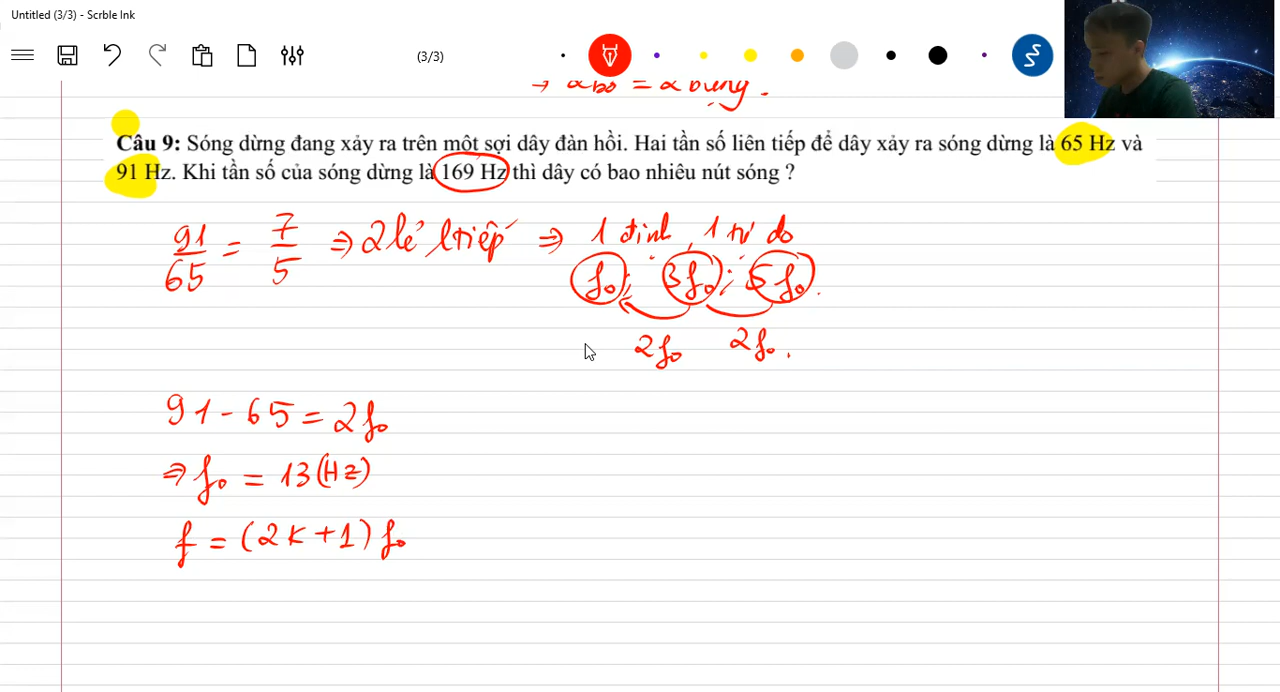 Untitled (3/3) - Scrble Ink
(3/3)
Câu 9: Sóng dừng đang xảy ra trên một sợi dây đàn hồi. Hai tần số liên tiếp để dây xảy ra sóng dừng là 65 Hz và
91 Hz. Khi tần số của sóng dừng là 169 Hz thì dây có bao nhiêu nút sóng ?
91/65 = 7/5 ⇒ 2 lẻ ltiếp ⇒ 1 định, 1 tự do
f₀; 3f₀; 5f₀.
2f₀ 2f₀.
91 - 65 = 2f₀
⇒ f₀ = 13 (Hz)
f = (2k+1) f₀